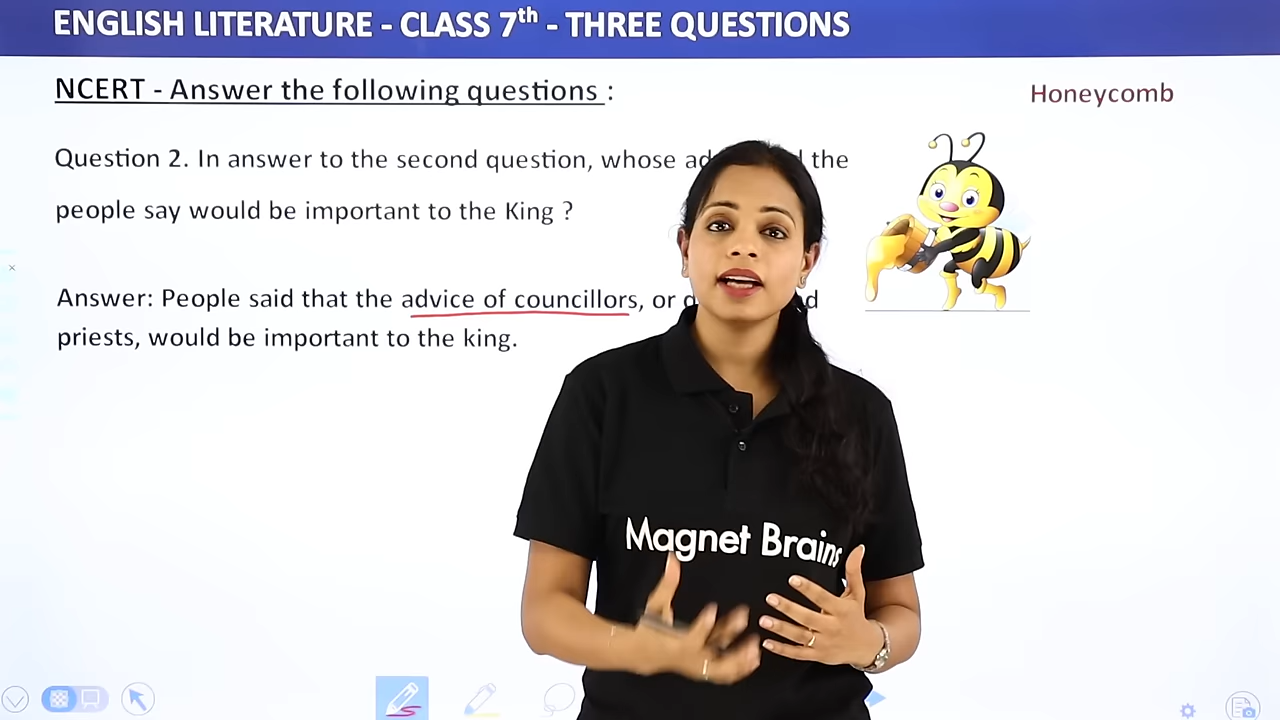 ENGLISH LITERATURE - CLASS 7th - THREE QUESTIONS
NCERT - Answer the following questions :
Honeycomb
Question 2. In answer to the second question, whose the
people say would be important to the King ?
Answer: People said that the advice of councillors, or
priests, would be important to the king.
Magnet Brains